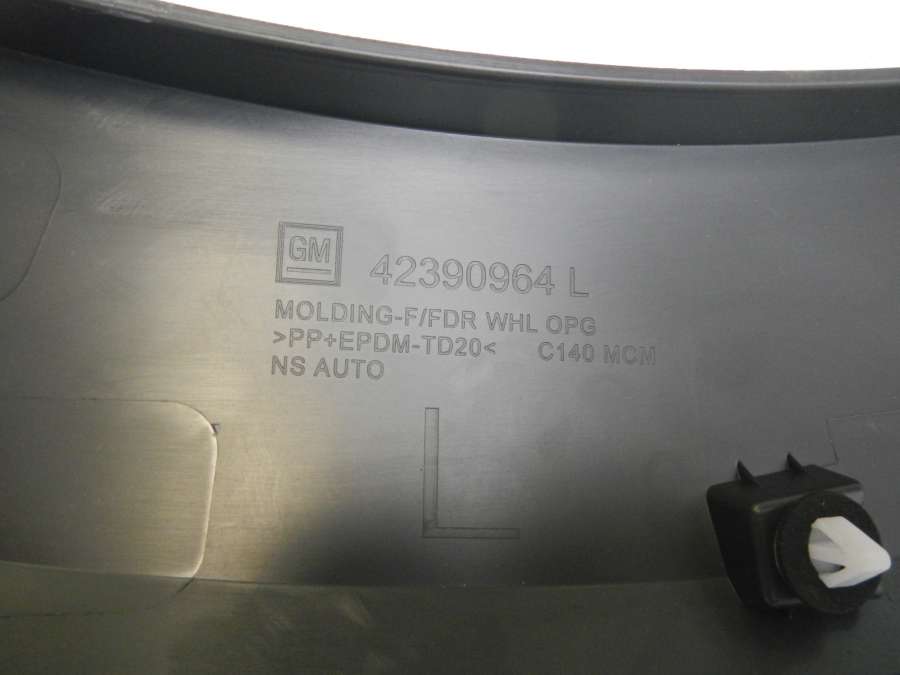 GM 42390964 L
MOLDING-F/FDR WHL OPG
>PP+EPDM-TD20< C140 MCM
NS AUTO
L